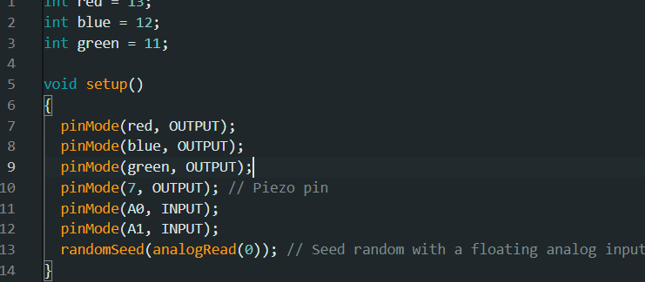 1 int red = 13;
2 int blue = 12;
3 int green = 11;
4
5 void setup()
6 {
7 pinMode(red, OUTPUT);
8 pinMode(blue, OUTPUT);
9 pinMode(green, OUTPUT);
10 pinMode(7, OUTPUT); // Piezo pin
11 pinMode(A0, INPUT);
12 pinMode(A1, INPUT);
13 randomSeed(analogRead(0)); // Seed random with a floating analog input
14 }